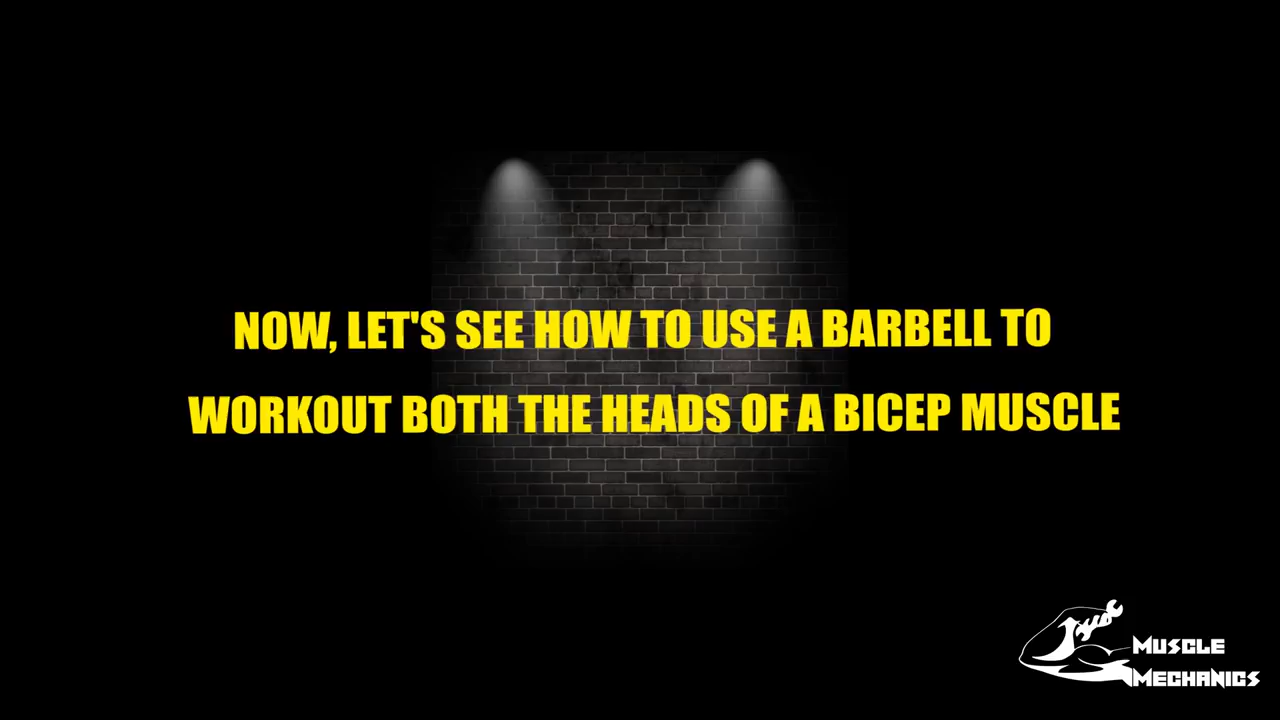 NOW, LET'S SEE HOW TO USE A BARBELL TO
WORKOUT BOTH THE HEADS OF A BICEP MUSCLE
MUSCLE
MECHANICS